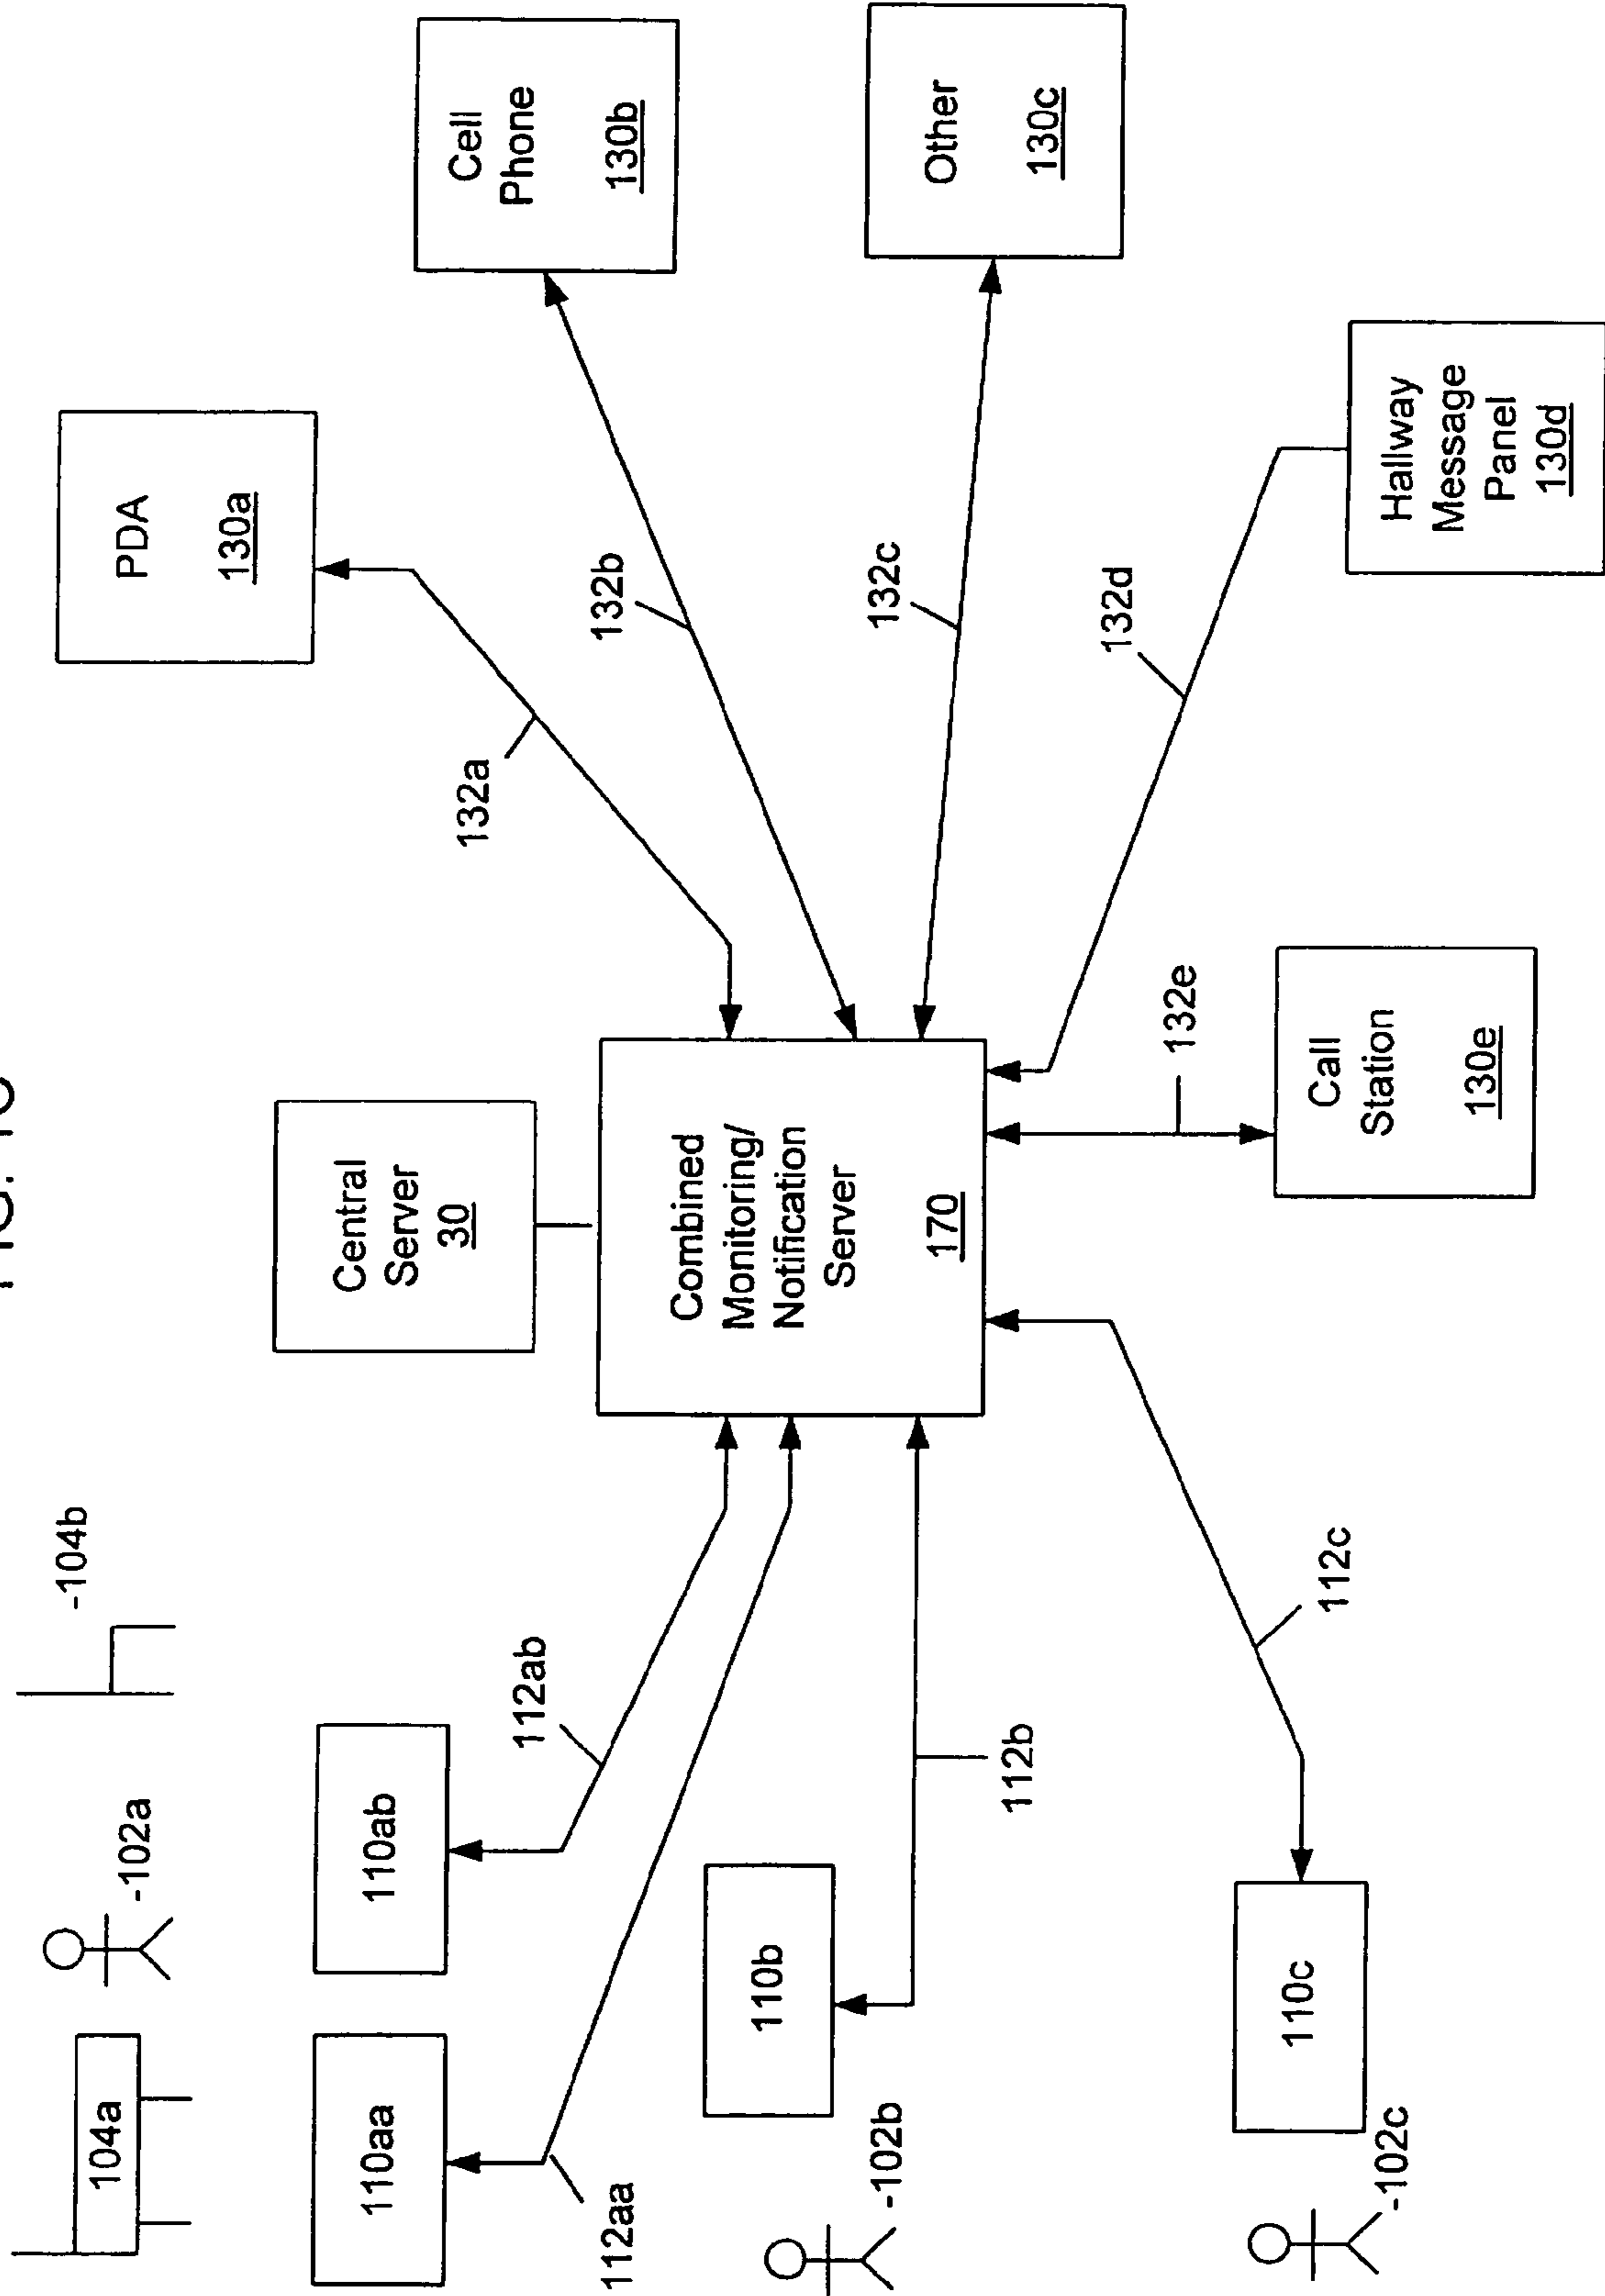 -104b
104a
-102a
PDA
130a
Central
Server
30
110aa
110ab
112ab
132a
Cell
Phone
130b
132b
112aa
Combined
Monitoring/
Notification
Server
170
110b
-102b
112b
132c
Other
130c
132d
132e
110c
-102c
112c
Call
Station
130e
Hallway
Message
Panel
130d